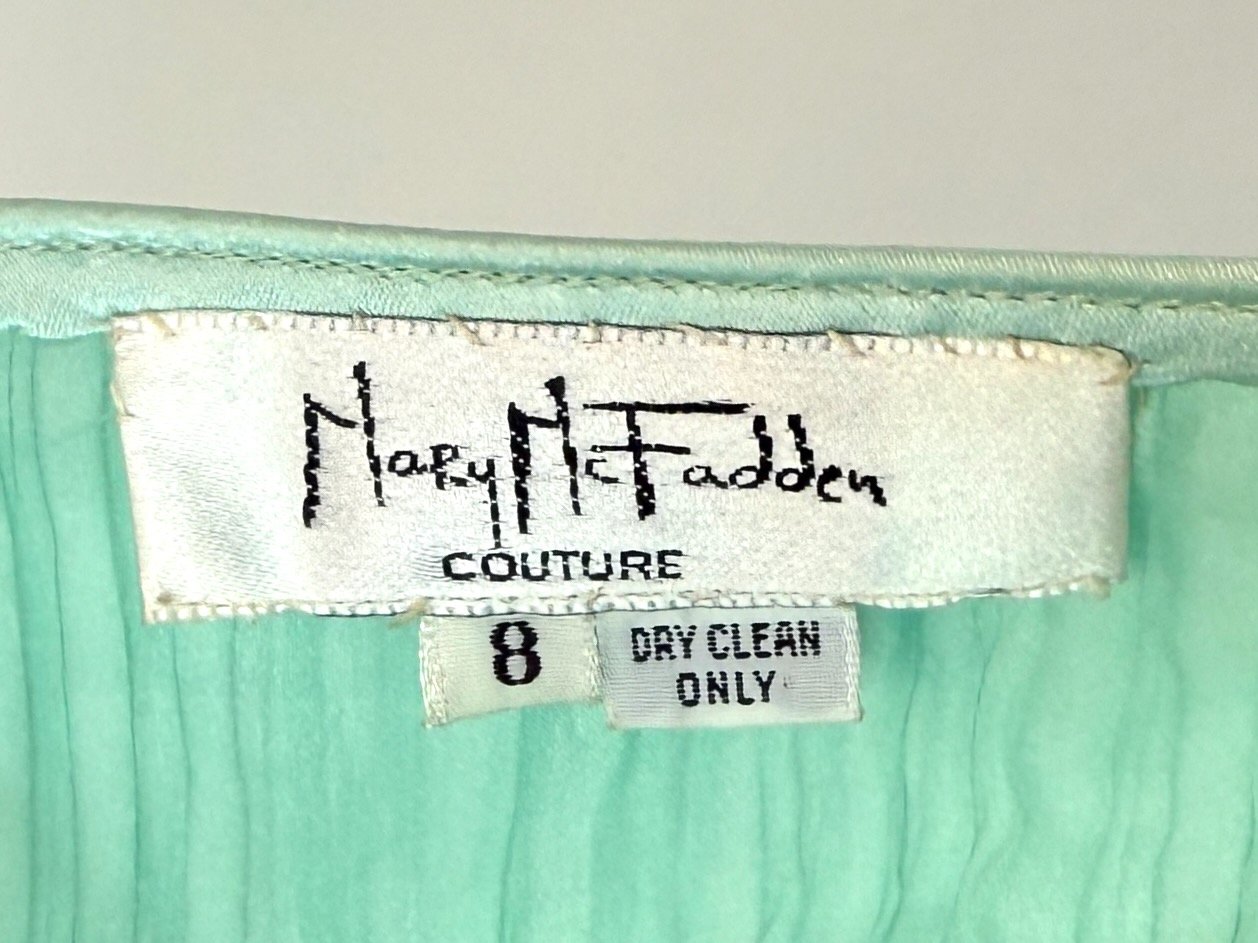 Mary McFadden
COUTURE
8
DRY CLEAN
ONLY